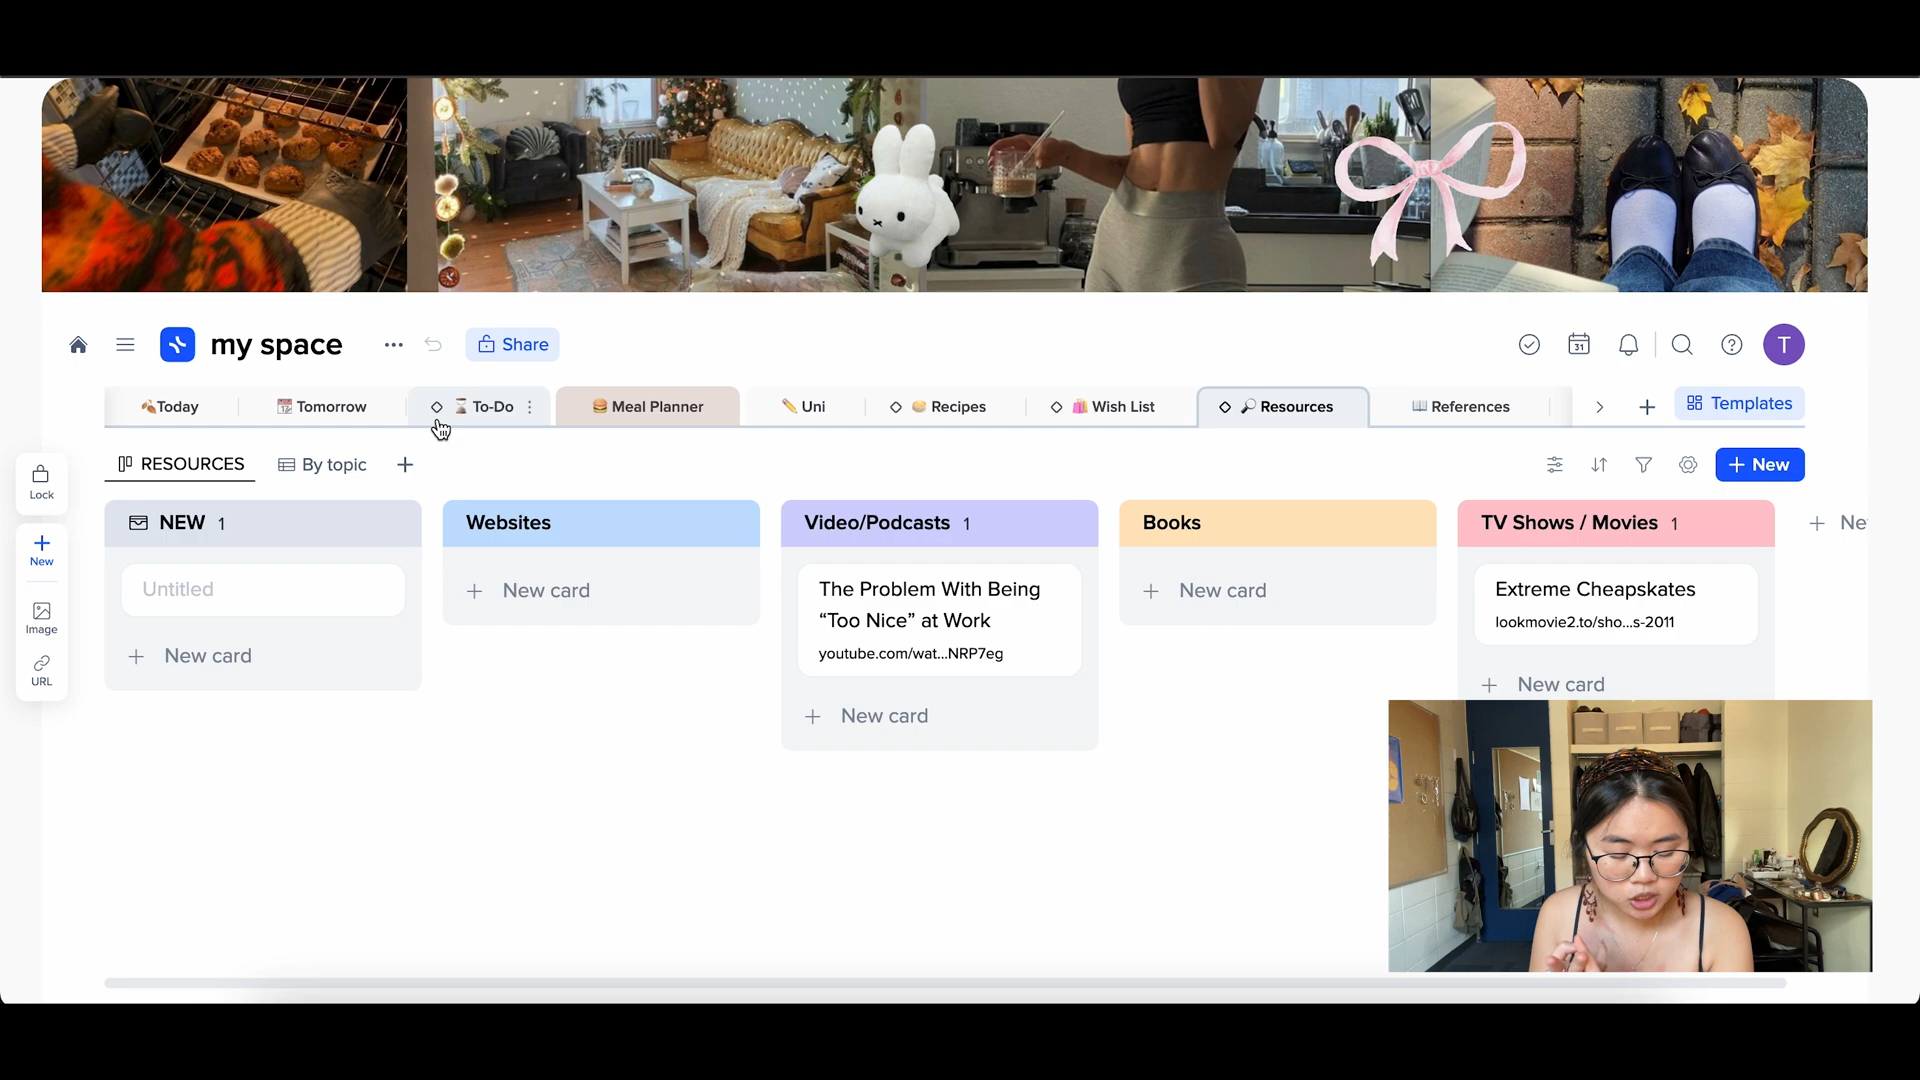 my space
Share
31
T
Today
Tomorrow
To-Do
Meal Planner
Uni
Recipes
Wish List
Resources
References
Templates
RESOURCES
By topic
New
Lock
New
Image
URL
NEW 1
Untitled
New card
Websites
New card
Video/Podcasts 1
The Problem With Being
“Too Nice” at Work
youtube.com/wat...NRP7eg
New card
Books
New card
TV Shows / Movies 1
Extreme Cheapskates
lookmovie2.to/sho...s-2011
New card
Ne